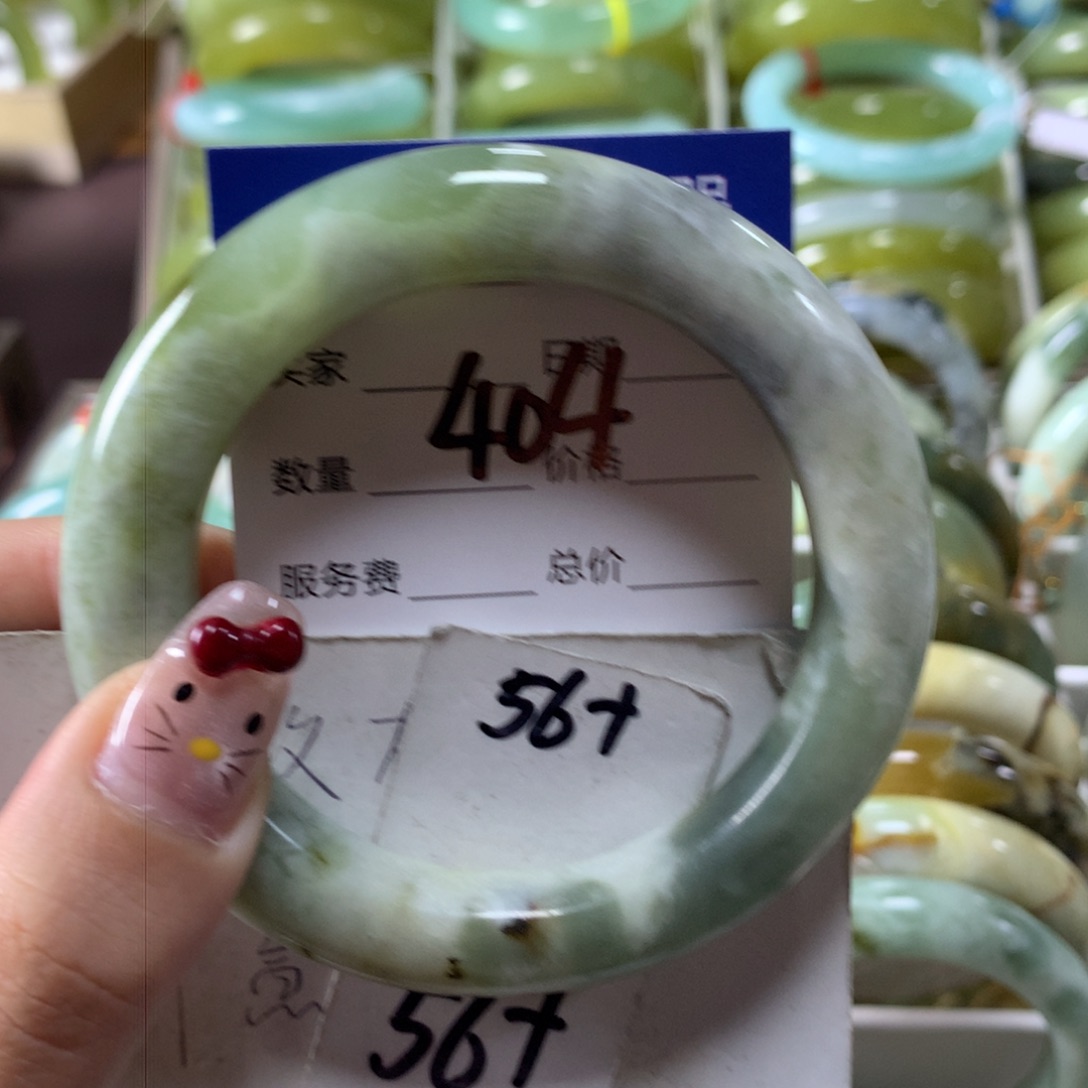 卖家 日期
404
数量 价格
服务费 总价
56+
56+